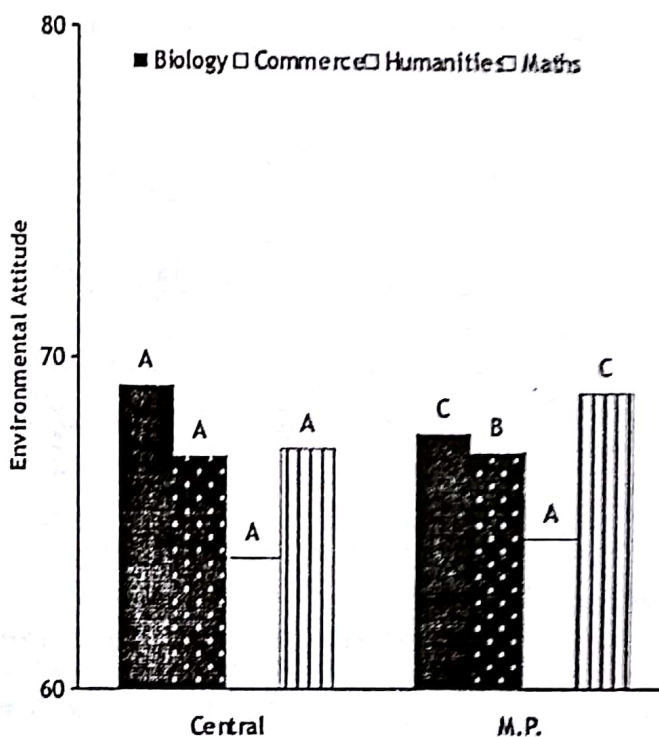 80
■ Biology □ Commerce □ Humanities □ Maths
Environmental Attitude
70
A
A
A
A
C
B
A
C
60
Central
M.P.